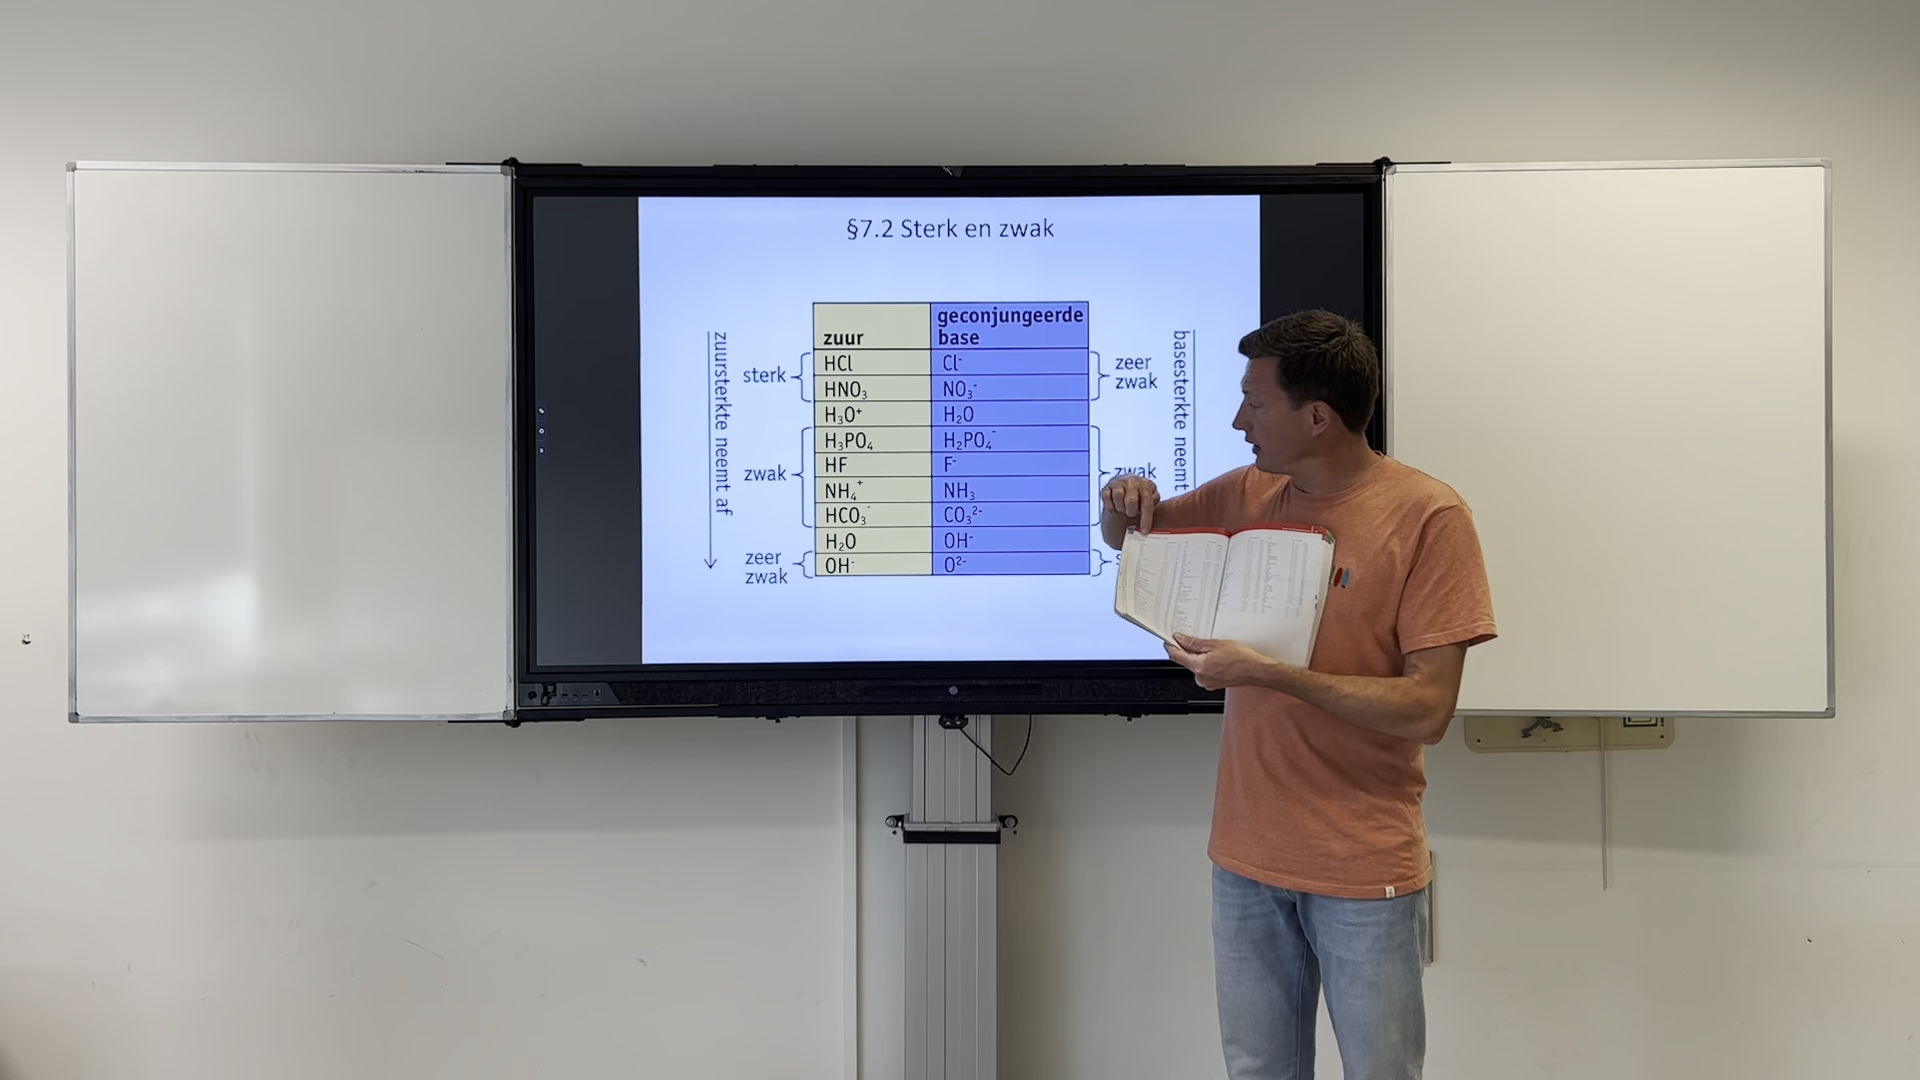 §7.2 Sterk en zwak
zuursterkte neemt af
zuur
geconjungeerde
base
basesterkte neemt
sterk
HCl
Cl⁻
zeer
zwak
HNO₃
NO₃⁻
H₃O⁺
H₂O
zwak
H₃PO₄
H₂PO₄⁻
zwak
HF
F⁻
NH₄⁺
NH₃
HCO₃⁻
CO₃²⁻
H₂O
OH⁻
zeer
zwak
OH⁻
O²⁻